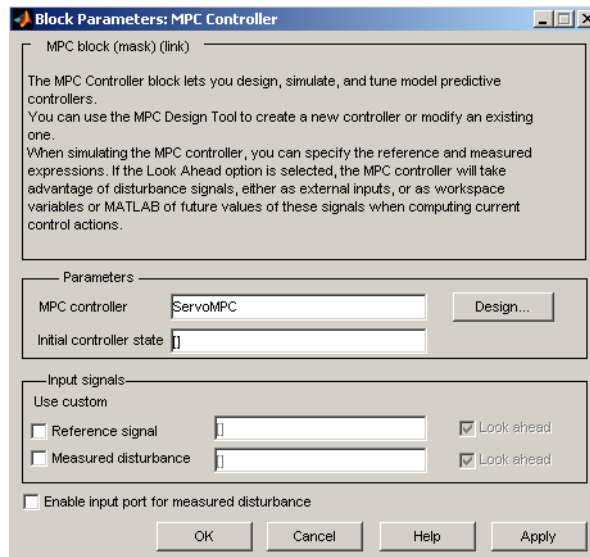 Block Parameters: MPC Controller
MPC block (mask) (link)
The MPC Controller block lets you design, simulate, and tune model predictive
controllers.
You can use the MPC Design Tool to create a new controller or modify an existing
one.
When simulating the MPC controller, you can specify the reference and measured
expressions. If the Look Ahead option is selected, the MPC controller will take
advantage of disturbance signals, either as external inputs, or as workspace
variables or MATLAB of future values of these signals when computing current
control actions.
Parameters
MPC controller ServoMPC Design...
Initial controller state []
Input signals
Use custom
Reference signal [] Look ahead
Measured disturbance [] Look ahead
Enable input port for measured disturbance
OK Cancel Help Apply